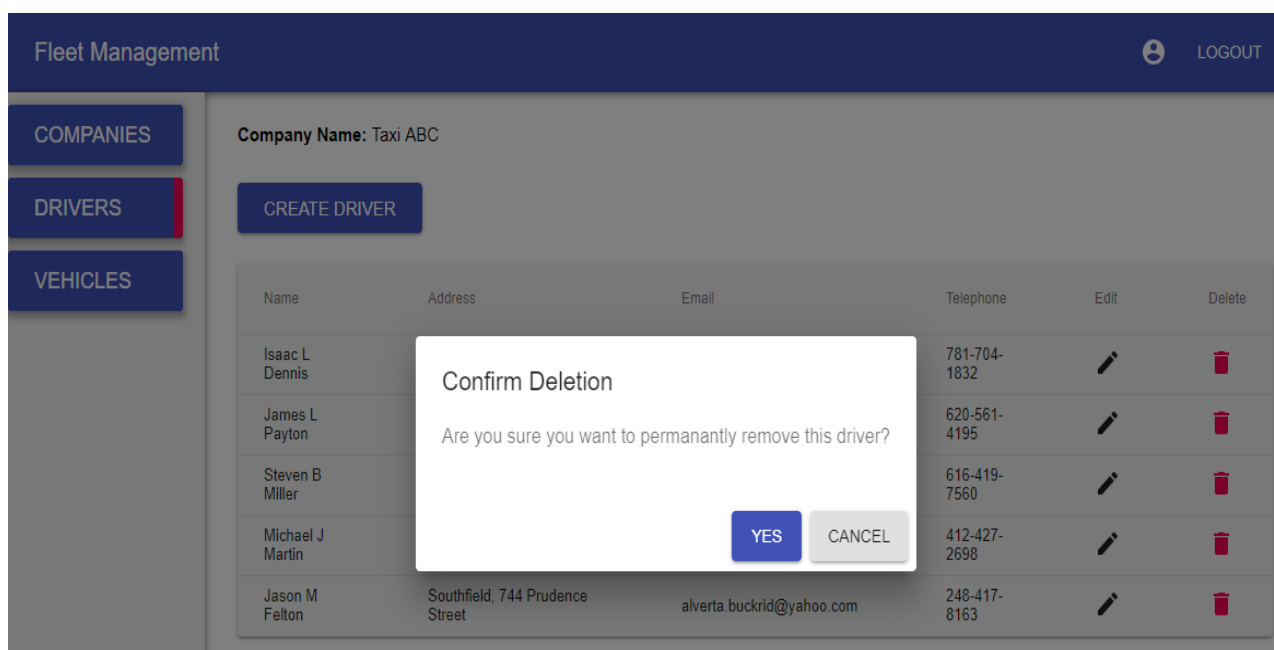 Fleet Management
LOGOUT
COMPANIES
DRIVERS
VEHICLES
Company Name: Taxi ABC
CREATE DRIVER
Name Address Email Telephone Edit Delete
Isaac L
Dennis
781-704-
1832
James L
Payton
620-561-
4195
Steven B
Miller
616-419-
7560
Michael J
Martin
412-427-
2698
Jason M
Felton
Southfield, 744 Prudence
Street
alverta.buckrid@yahoo.com
248-417-
8163
Confirm Deletion
Are you sure you want to permanantly remove this driver?
YES CANCEL